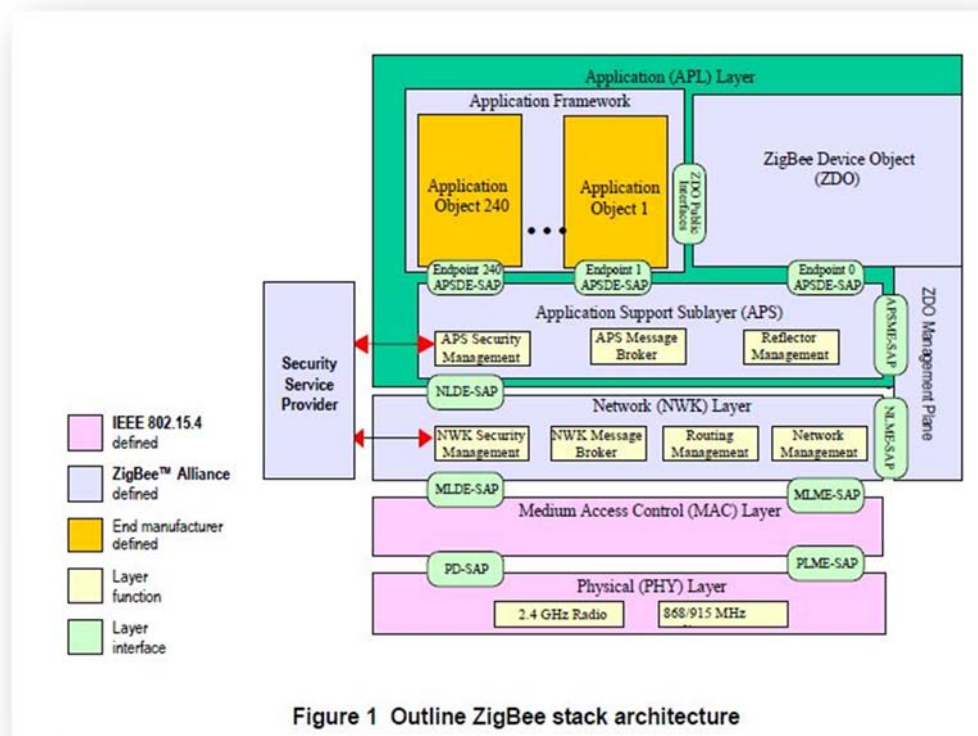 Application (APL) Layer
Application Framework
Application
Object 240
...
Application
Object 1
ZDO Public
Interfaces
ZigBee Device Object
(ZDO)
Endpoint 240
APSDE-SAP
Endpoint 1
APSDE-SAP
Endpoint 0
APSDE-SAP
Application Support Sublayer (APS)
APS Security
Management
APS Message
Broker
Reflector
Management
APSME-SAP
ZDO Management Plane
Security
Service
Provider
NLDE-SAP
Network (NWK) Layer
NWK Security
Management
NWK Message
Broker
Routing
Management
Network
Management
NLME-SAP
MLDE-SAP
MLME-SAP
Medium Access Control (MAC) Layer
PD-SAP
PLME-SAP
Physical (PHY) Layer
2.4 GHz Radio
868/915 MHz
IEEE 802.15.4
defined
ZigBee™ Alliance
defined
End manufacturer
defined
Layer
function
Layer
interface
Figure 1 Outline ZigBee stack architecture